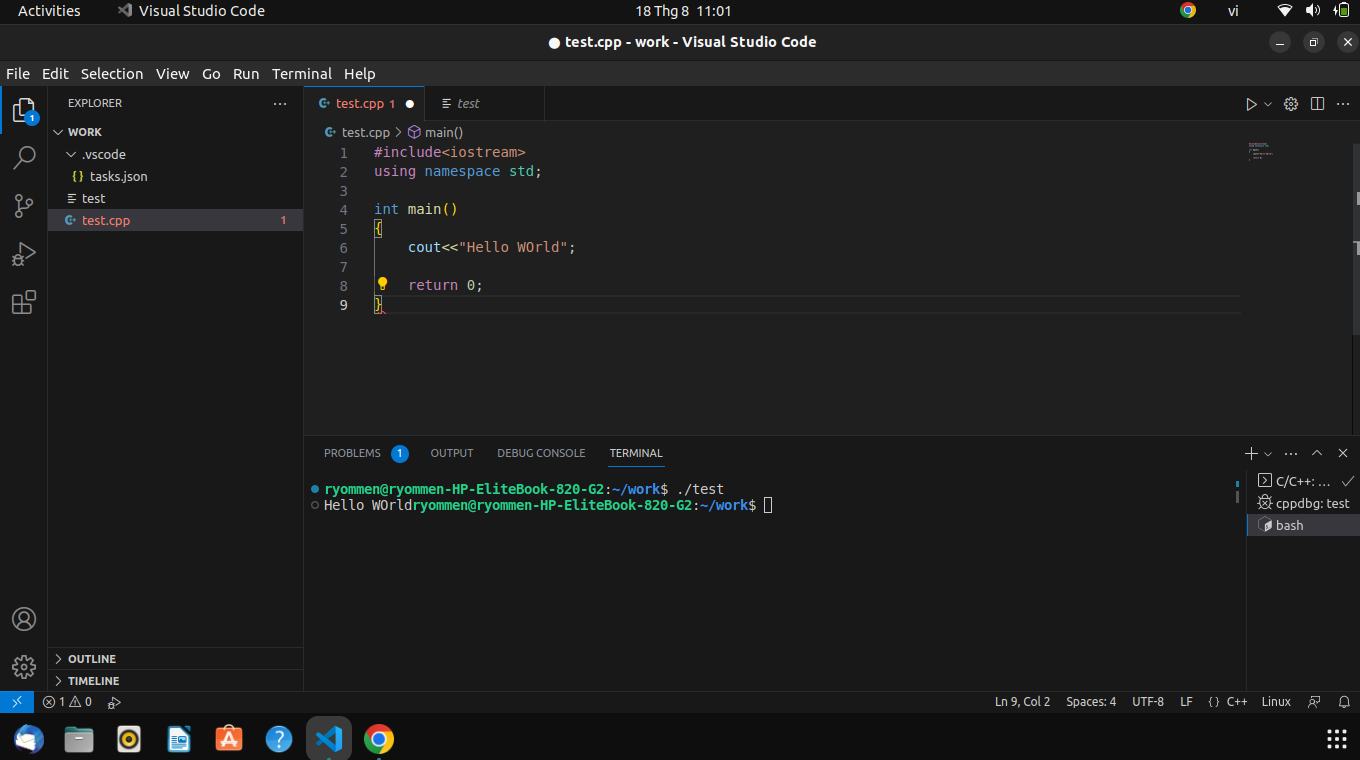 Activities Visual Studio Code 18 Thg 8 11:01 vi
test.cpp - work - Visual Studio Code
File Edit Selection View Go Run Terminal Help
EXPLORER
test.cpp 1 test
WORK
test.cpp > main()
.vscode
tasks.json
test
test.cpp 1
1 #include<iostream>
2 using namespace std;
3
4 int main()
5 {
6 cout<<"Hello WOrld";
7
8 return 0;
9 }
PROBLEMS 1 OUTPUT DEBUG CONSOLE TERMINAL
ryommen@ryommen-HP-EliteBook-820-G2:~/work$ ./test
Hello WOrldryommen@ryommen-HP-EliteBook-820-G2:~/work$
C/C++: ...
cppdbg: test
bash
OUTLINE
TIMELINE
1 0 Ln 9, Col 2 Spaces: 4 UTF-8 LF {} C++ Linux